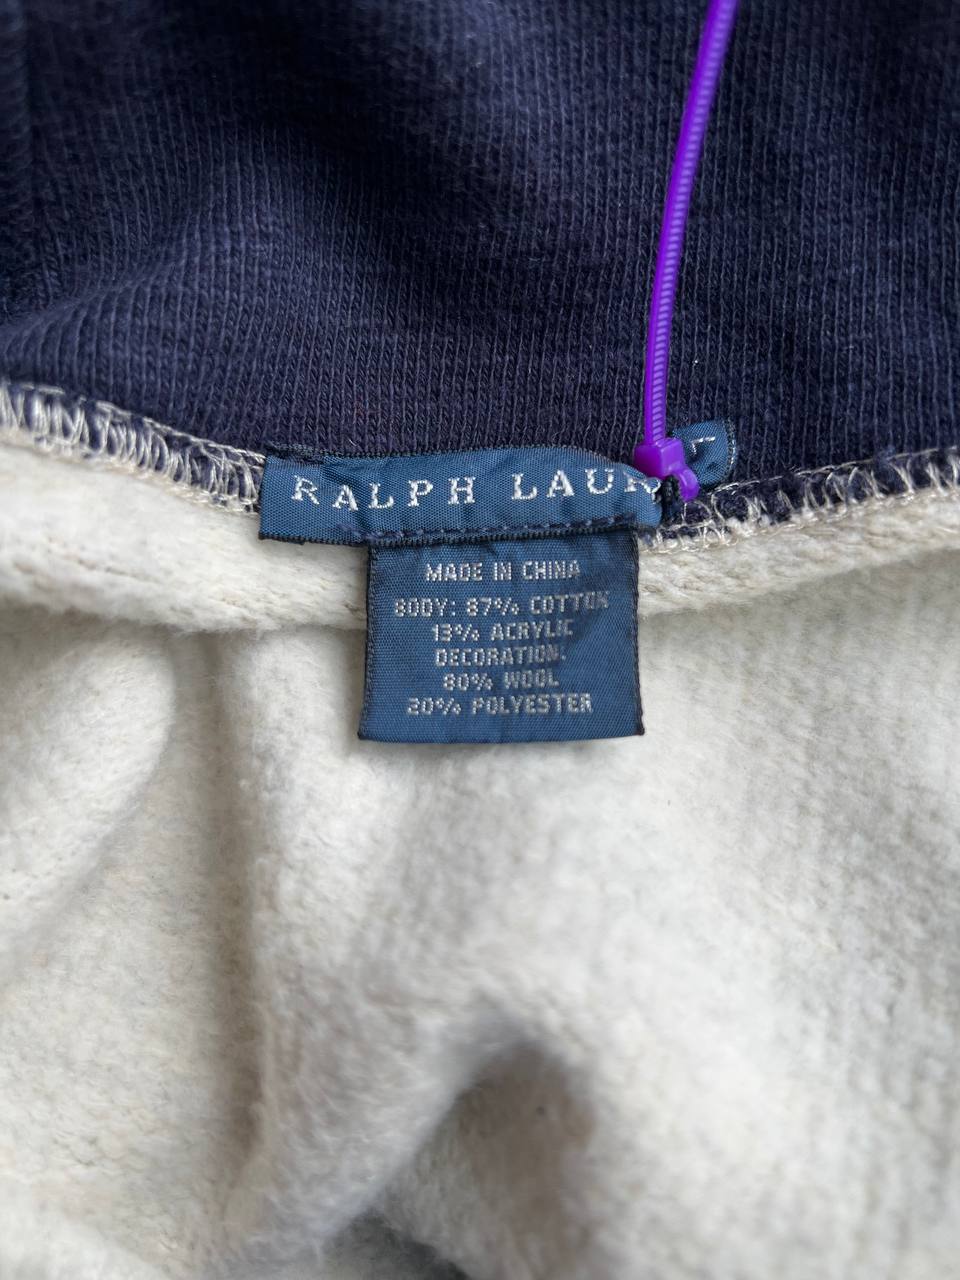 RALPH LAUR
MADE IN CHINA
BODY: 87% COTTON
13% ACRYLIC
DECORATION:
80% WOOL
20% POLYESTER